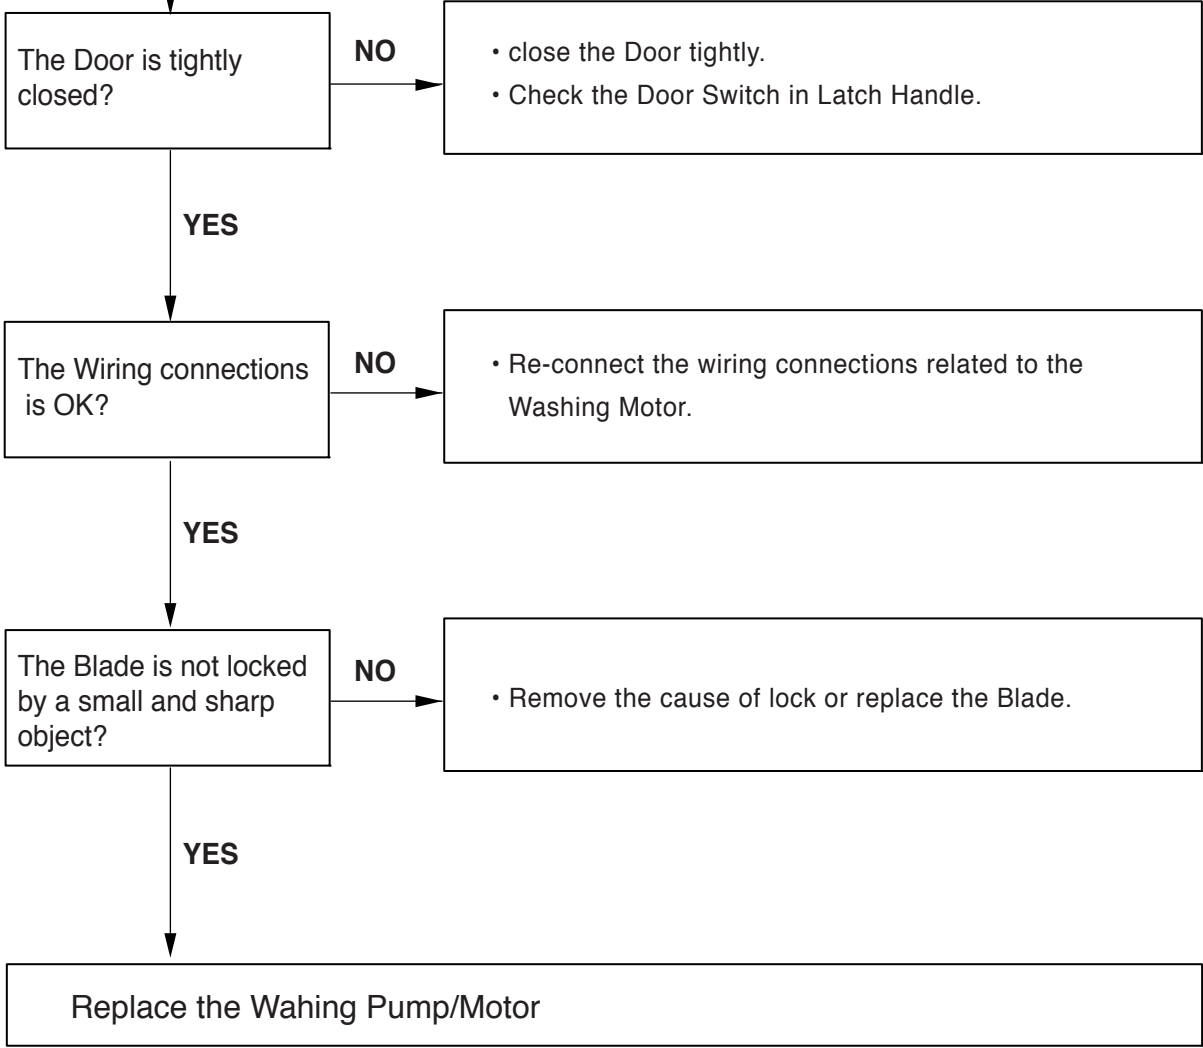 The Door is tightly
closed?
NO
• close the Door tightly.
• Check the Door Switch in Latch Handle.
YES
The Wiring connections
is OK?
NO
• Re-connect the wiring connections related to the
Washing Motor.
YES
The Blade is not locked
by a small and sharp
object?
NO
• Remove the cause of lock or replace the Blade.
YES
Replace the Wahing Pump/Motor